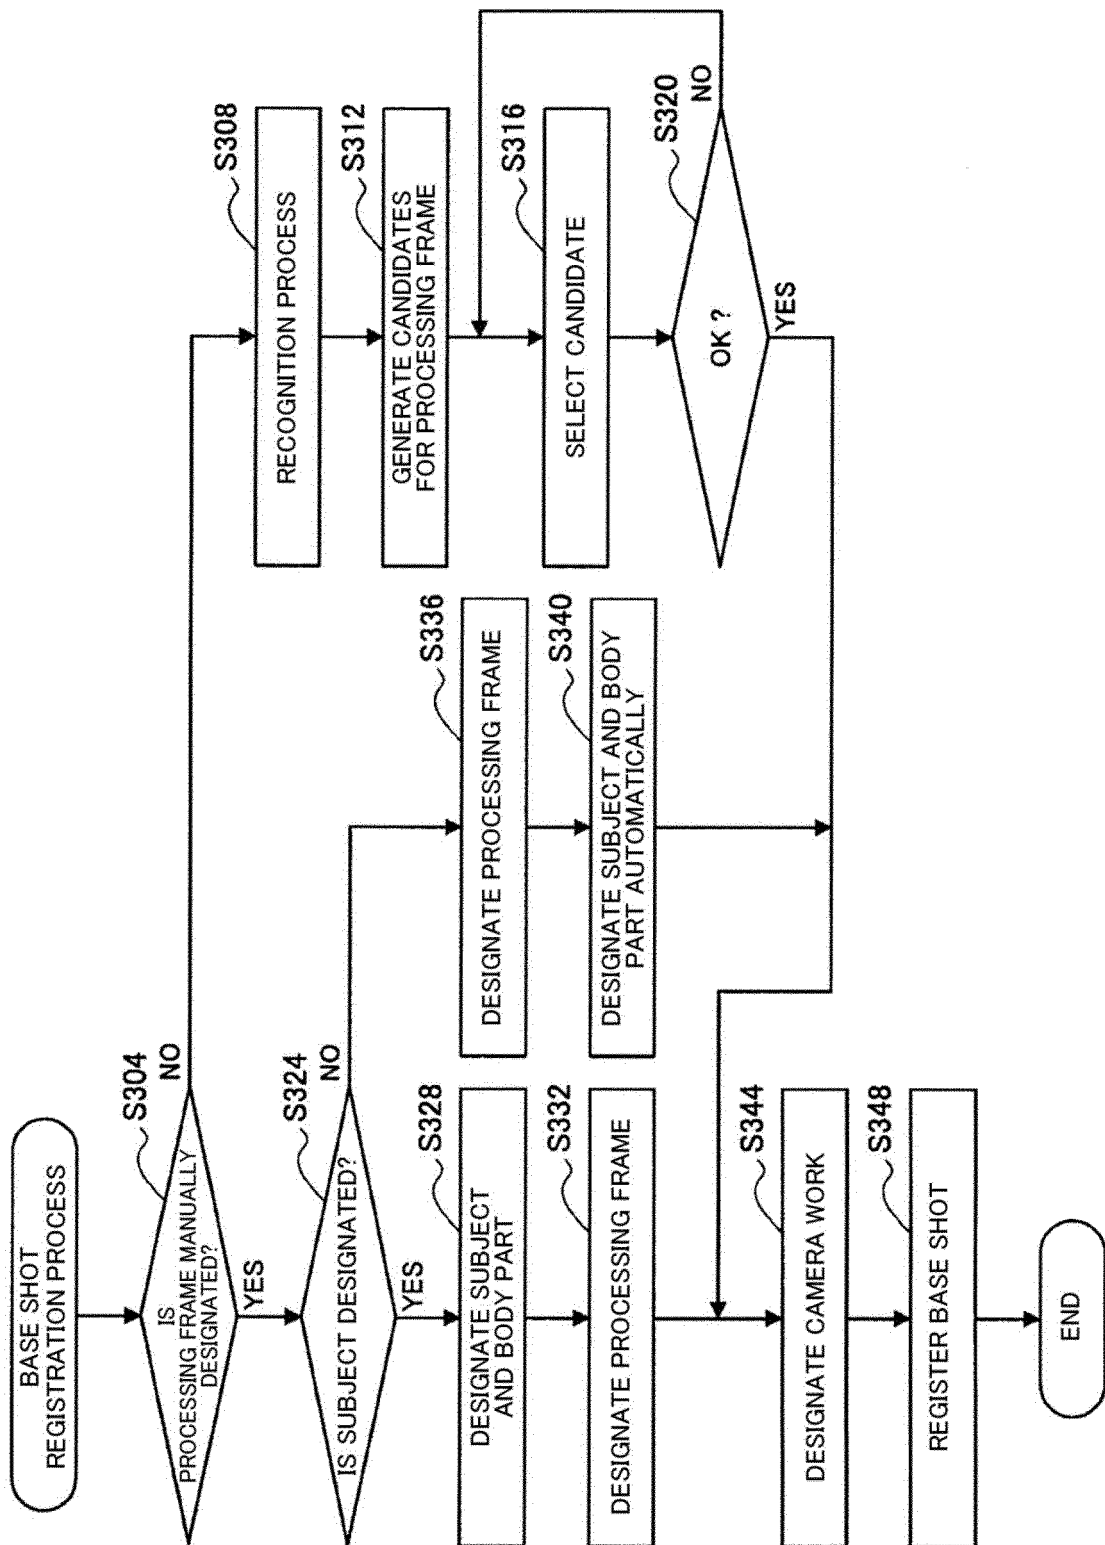 BASE SHOT
REGISTRATION PROCESS
S304
IS
PROCESSING FRAME MANUALLY
DESIGNATED?
NO
YES
S308
RECOGNITION PROCESS
S312
GENERATE CANDIDATES
FOR PROCESSING FRAME
S316
SELECT CANDIDATE
S320
OK?
NO
YES
S324
IS SUBJECT DESIGNATED?
NO
YES
S328
DESIGNATE SUBJECT
AND BODY PART
S332
DESIGNATE PROCESSING FRAME
S336
DESIGNATE PROCESSING FRAME
S340
DESIGNATE SUBJECT AND BODY
PART AUTOMATICALLY
S344
DESIGNATE CAMERA WORK
S348
REGISTER BASE SHOT
END